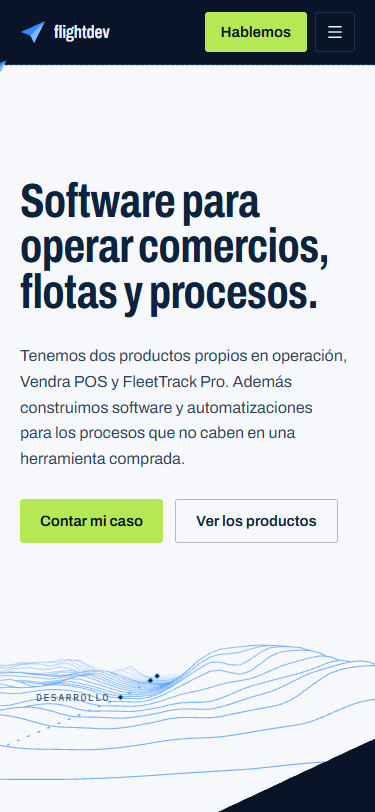 flightdev
Hablemos
Software para
operar comercios,
flotas y procesos.
Tenemos dos productos propios en operación,
Vendra POS y FleetTrack Pro. Además
construimos software y automatizaciones
para los procesos que no caben en una
herramienta comprada.
Contar mi caso
Ver los productos
DESARROLLO